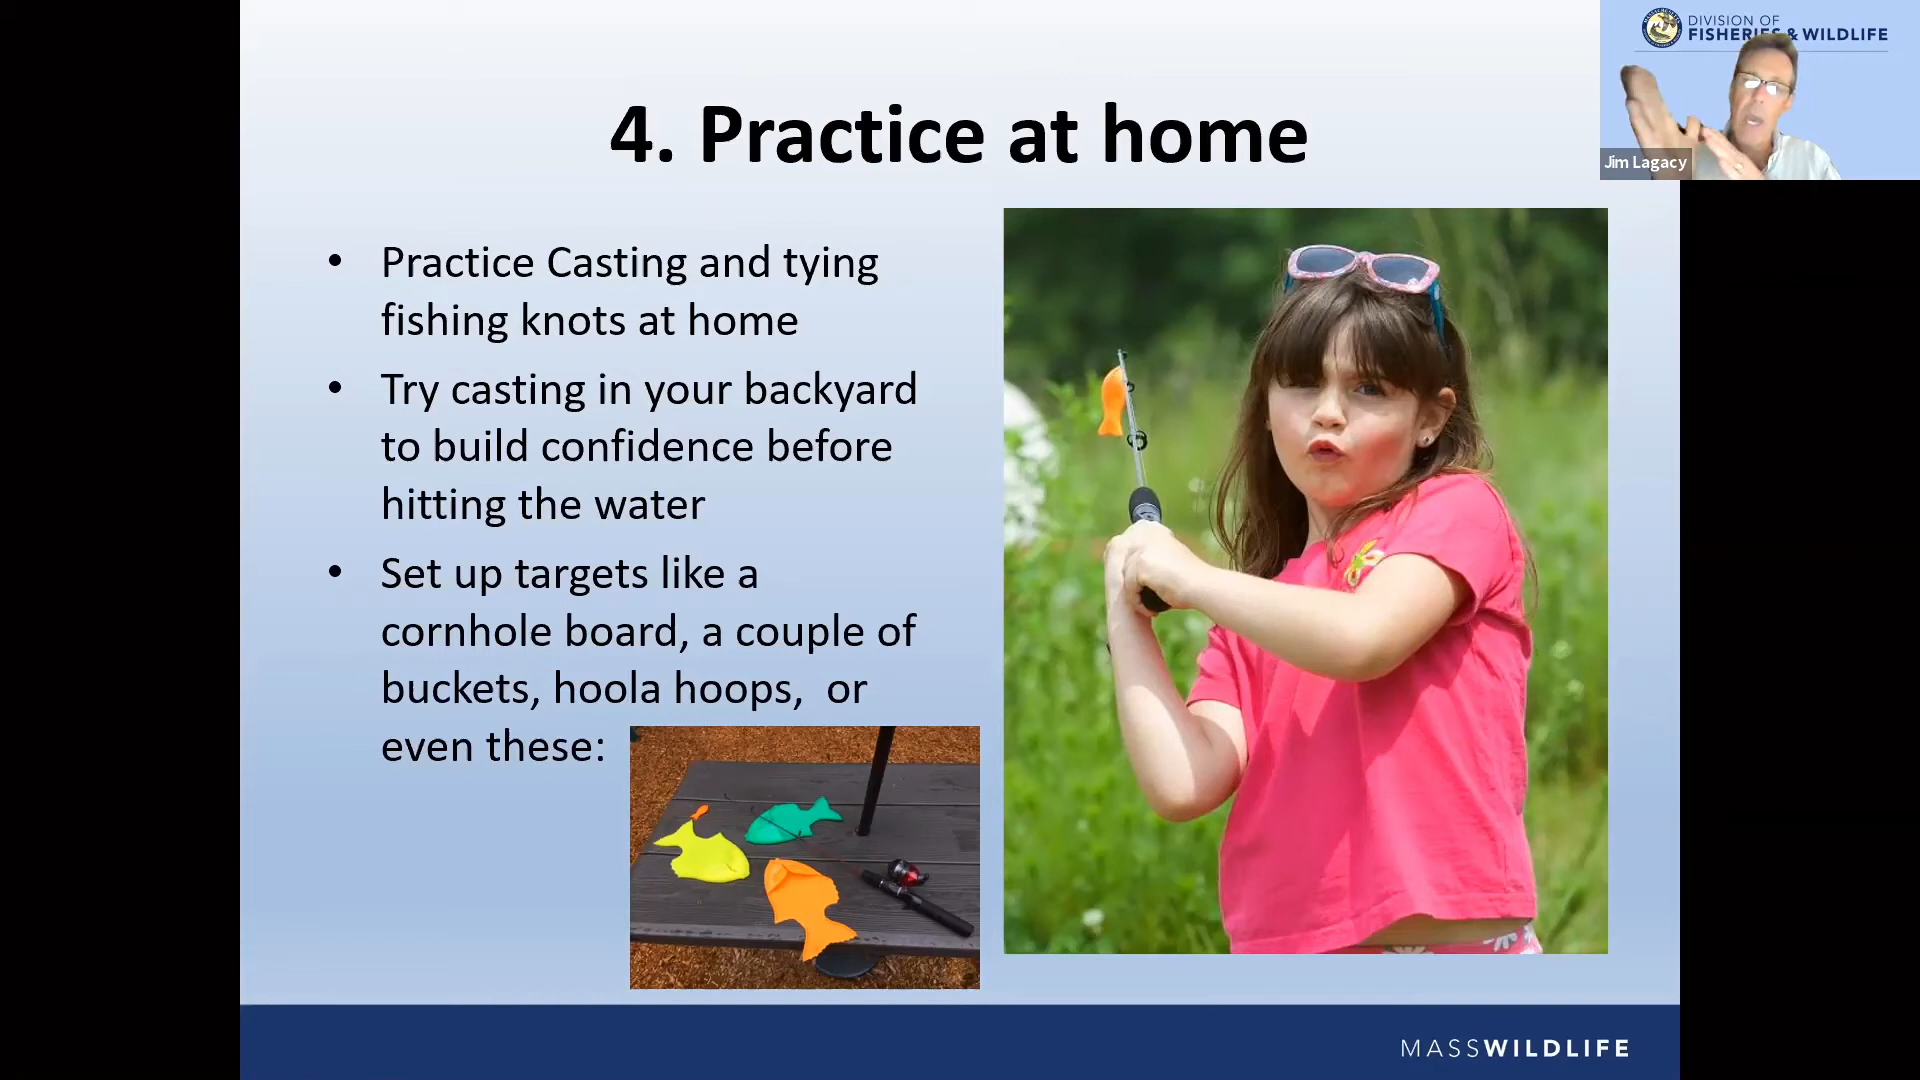 DIVISION OF
FISHERIES & WILDLIFE
Jim Lagacy
4. Practice at home
• Practice Casting and tying
fishing knots at home
• Try casting in your backyard
to build confidence before
hitting the water
• Set up targets like a
cornhole board, a couple of
buckets, hoola hoops,  or
even these:
MASSWILDLIFE